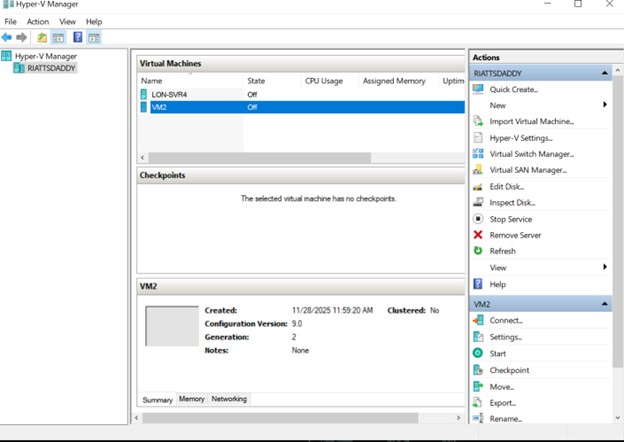 Hyper-V Manager
File Action View Help
Hyper-V Manager
RIATTSDADDY
Virtual Machines
Name State CPU Usage Assigned Memory Uptim
LON-SVR4 Off
VM2 Off
Checkpoints
The selected virtual machine has no checkpoints.
VM2
Created: 11/28/2025 11:59:20 AM Clustered: No
Configuration Version: 9.0
Generation: 2
Notes: None
Summary Memory Networking
Actions
RIATTSDADDY
Quick Create...
New
Import Virtual Machine...
Hyper-V Settings...
Virtual Switch Manager...
Virtual SAN Manager...
Edit Disk...
Inspect Disk...
Stop Service
Remove Server
Refresh
View
Help
VM2
Connect...
Settings...
Start
Checkpoint
Move...
Export...
Rename...